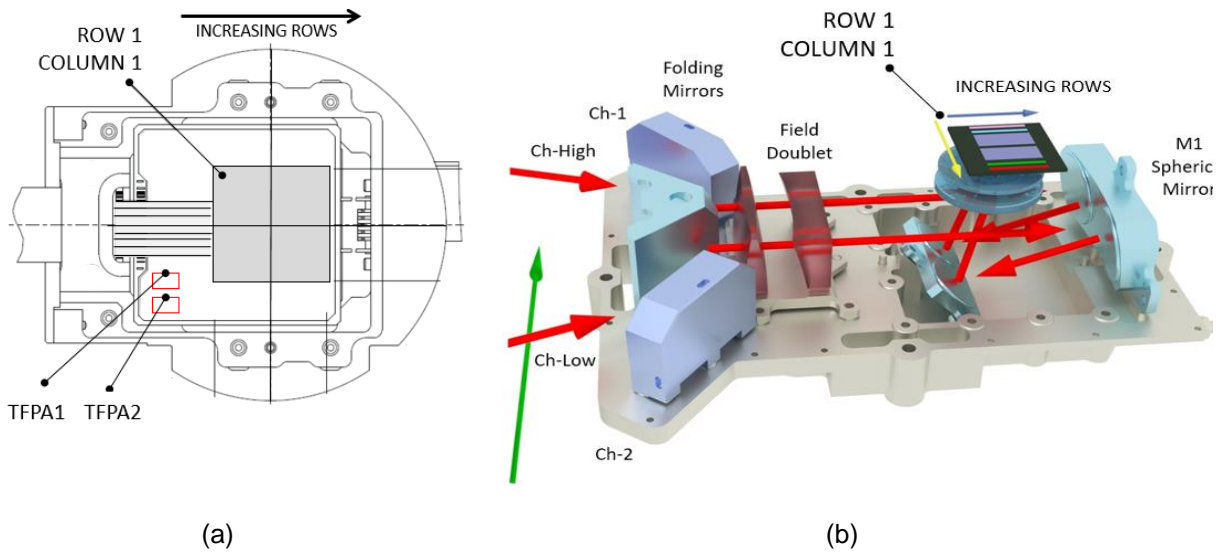 ROW 1
COLUMN 1
INCREASING ROWS
TFPA1
TFPA2
(a)
ROW 1
COLUMN 1
INCREASING ROWS
Folding
Mirrors
Ch-1
Ch-High
Field
Doublet
M1
Spheric
Mirror
Ch-Low
Ch-2
(b)